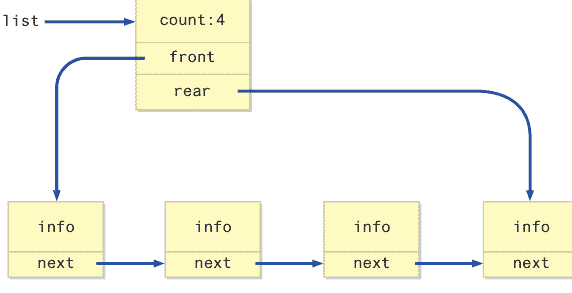 list
count:4
front
rear
info info info info
next next next next